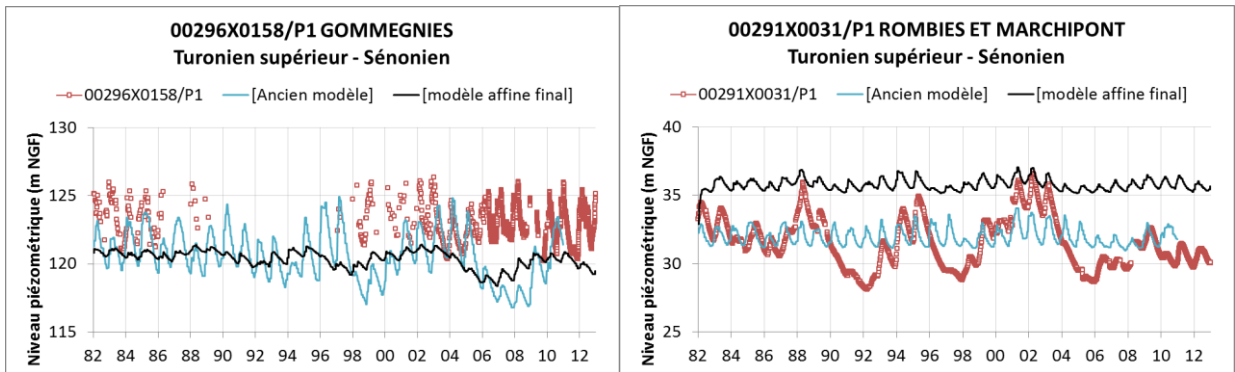 00296X0158/P1 GOMMEGNIES
Turonien supérieur - Sénonien
00296X0158/P1 [Ancien modèle] [modèle affine final]
Niveau piézométrique (m NGF)
130
125
120
115
82 84 86 88 90 92 94 96 98 00 02 04 06 08 10 12
00291X0031/P1 ROMBIES ET MARCHIPONT
Turonien supérieur - Sénonien
00291X0031/P1 [Ancien modèle] [modèle affine final]
Niveau piézométrique (m NGF)
40
35
30
25
82 84 86 88 90 92 94 96 98 00 02 04 06 08 10 12